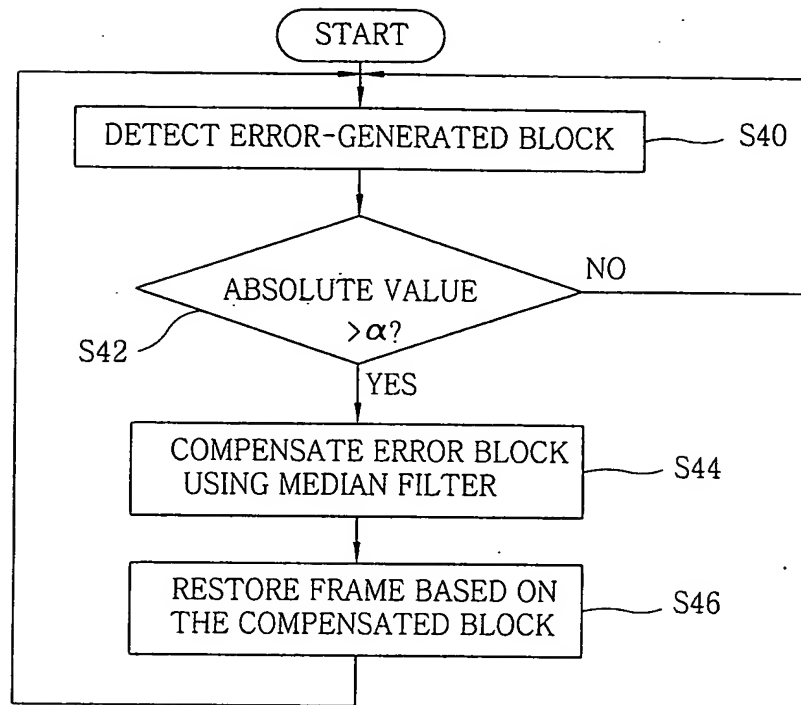 START
DETECT ERROR-GENERATED BLOCK
S40
NO
ABSOLUTE VALUE
>α?
S42
YES
COMPENSATE ERROR BLOCK
USING MEDIAN FILTER
S44
RESTORE FRAME BASED ON
THE COMPENSATED BLOCK
S46